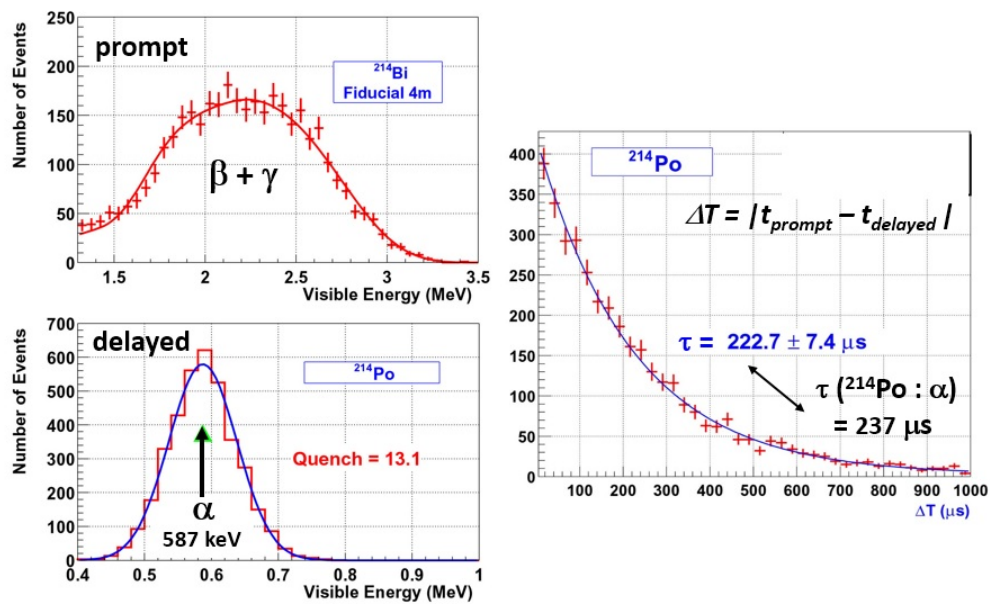 prompt
²¹⁴Bi
Fiducial 4m
β + γ
Number of Events
250
200
150
100
50
0
1.5 2 2.5 3 3.5
Visible Energy (MeV)
delayed
²¹⁴Po
Quench = 13.1
α
587 keV
Number of Events
700
600
500
400
300
200
100
0
0.4 0.5 0.6 0.7 0.8 0.9 1
Visible Energy (MeV)
²¹⁴Po
ΔT = | t_prompt − t_delayed |
τ = 222.7 ± 7.4 μs
τ (²¹⁴Po : α)
= 237 μs
400
350
300
250
200
150
100
50
0
100 200 300 400 500 600 700 800 900 1000
ΔT (μs)